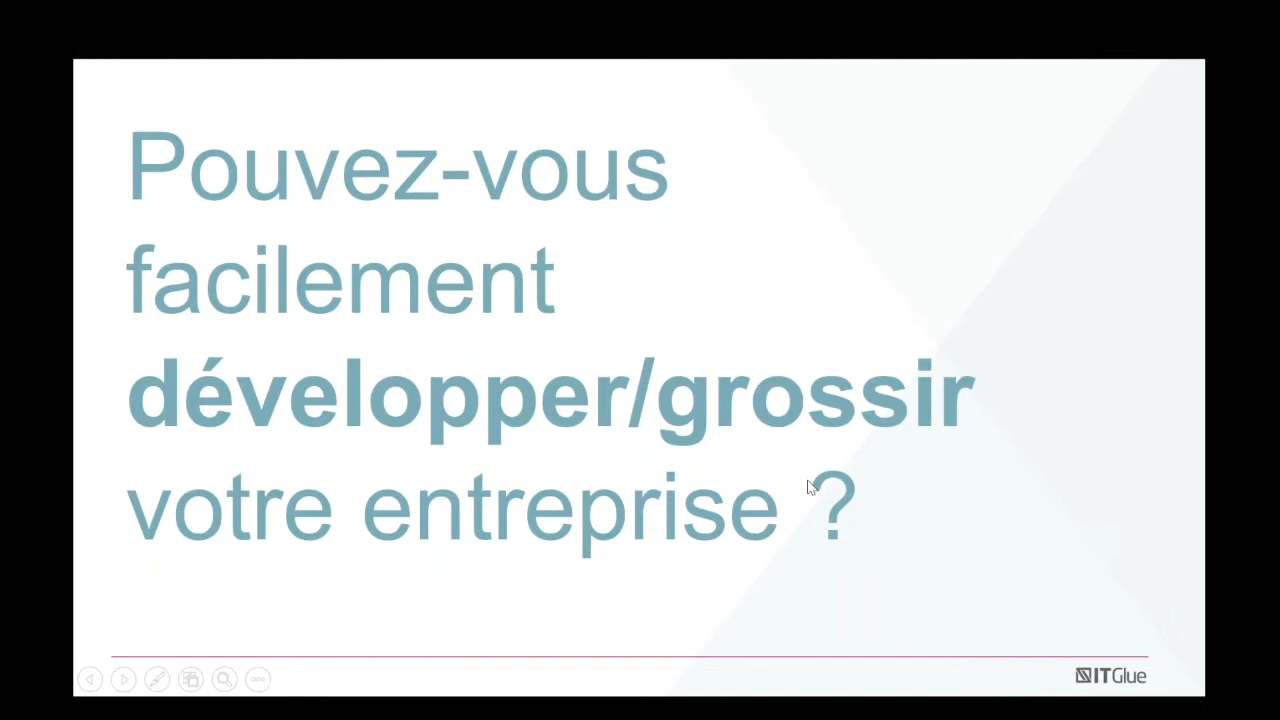 Pouvez-vous
facilement
développer/grossir
votre entreprise ?
ITGlue